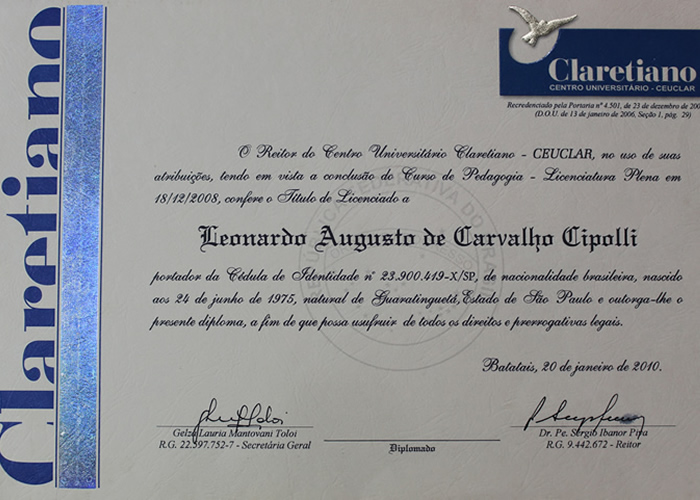 Claretiano
Claretiano
CENTRO UNIVERSITÁRIO - CEUCLAR
Recredenciado pela Portaria nº 4.501, de 23 de dezembro de 200
(D.O.U. de 13 de janeiro de 2006, Seção 1, pág. 29)
O Reitor do Centro Universitário Claretiano - CEUCLAR, no uso de suas
atribuições, tendo em vista a conclusão do Curso de Pedagogia - Licenciatura Plena em
18/12/2008, confere o Título de Licenciado a
Leonardo Augusto de Carvalho Cipolli
portador da Cédula de Identidade nº 23.900.419-X/SP, de nacionalidade brasileira, nascido
aos 24 de junho de 1975, natural de Guaratinguetá, Estado de São Paulo e outorga-lhe o
presente diploma, a fim de que possa usufruir de todos os direitos e prerrogativas legais.
Batatais, 20 de janeiro de 2010.
Gelze Lauria Mantovani Toloi
R.G. 22.597.752-7 - Secretária Geral
Diplomado
Dr. Pe. Sérgio Ibanor Piva
R.G. 9.442.672 - Reitor